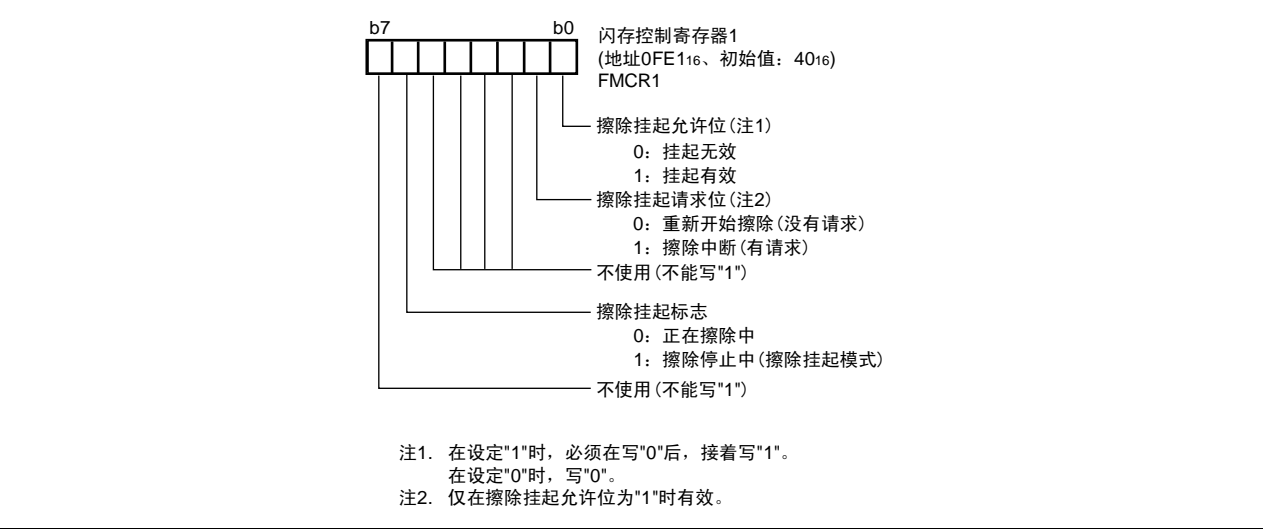 b7 b0
闪存控制寄存器1
(地址0FE116、初始值：4016)
FMCR1
擦除挂起允许位(注1)
0：挂起无效
1：挂起有效
擦除挂起请求位(注2)
0：重新开始擦除(没有请求)
1：擦除中断(有请求)
不使用(不能写"1")
擦除挂起标志
0：正在擦除中
1：擦除停止中(擦除挂起模式)
不使用(不能写"1")
注1. 在设定"1"时，必须在写"0"后，接着写"1"。
在设定"0"时，写"0"。
注2. 仅在擦除挂起允许位为"1"时有效。